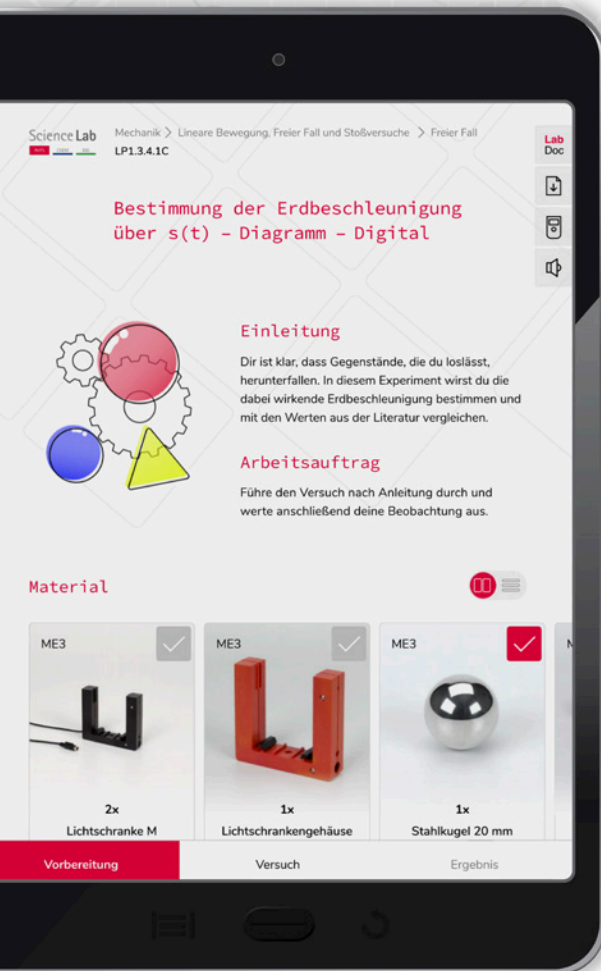 Science Lab
Mechanik > Lineare Bewegung, Freier Fall und Stoßversuche > Freier Fall
LP1.3.4.1C
Lab
Doc
Bestimmung der Erdbeschleunigung
über s(t) – Diagramm – Digital
Einleitung
Dir ist klar, dass Gegenstände, die du loslässt,
herunterfallen. In diesem Experiment wirst du die
dabei wirkende Erdbeschleunigung bestimmen und
mit den Werten aus der Literatur vergleichen.
Arbeitsauftrag
Führe den Versuch nach Anleitung durch und
werte anschließend deine Beobachtung aus.
Material
ME3
ME3
ME3
2x
Lichtschranke M
1x
Lichtschrankengehäuse
1x
Stahlkugel 20 mm
Vorbereitung
Versuch
Ergebnis